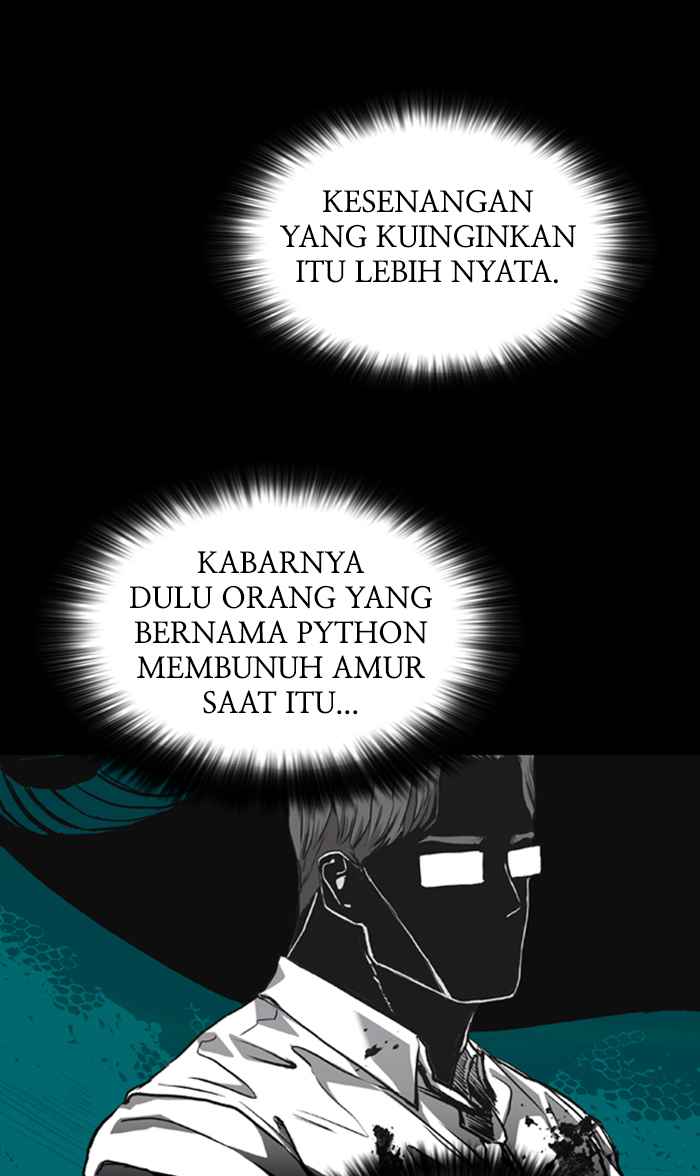 KESENANGAN
YANG KUINGINKAN
ITU LEBIH NYATA.
KABARNYA
DULU ORANG YANG
BERNAMA PYTHON
MEMBUNUH AMUR
SAAT ITU...